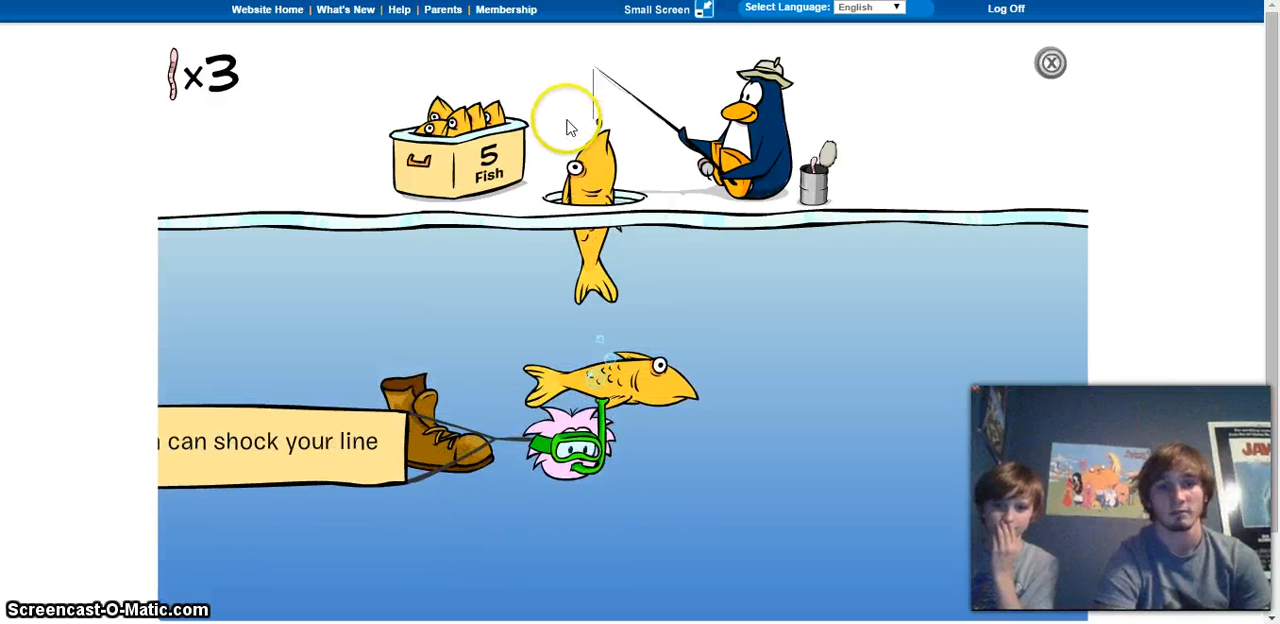 Website Home | What's New | Help | Parents | Membership
Small Screen
Select Language: English
Log Off
x3
5
Fish
can shock your line
JAW
Screencast-O-Matic.com